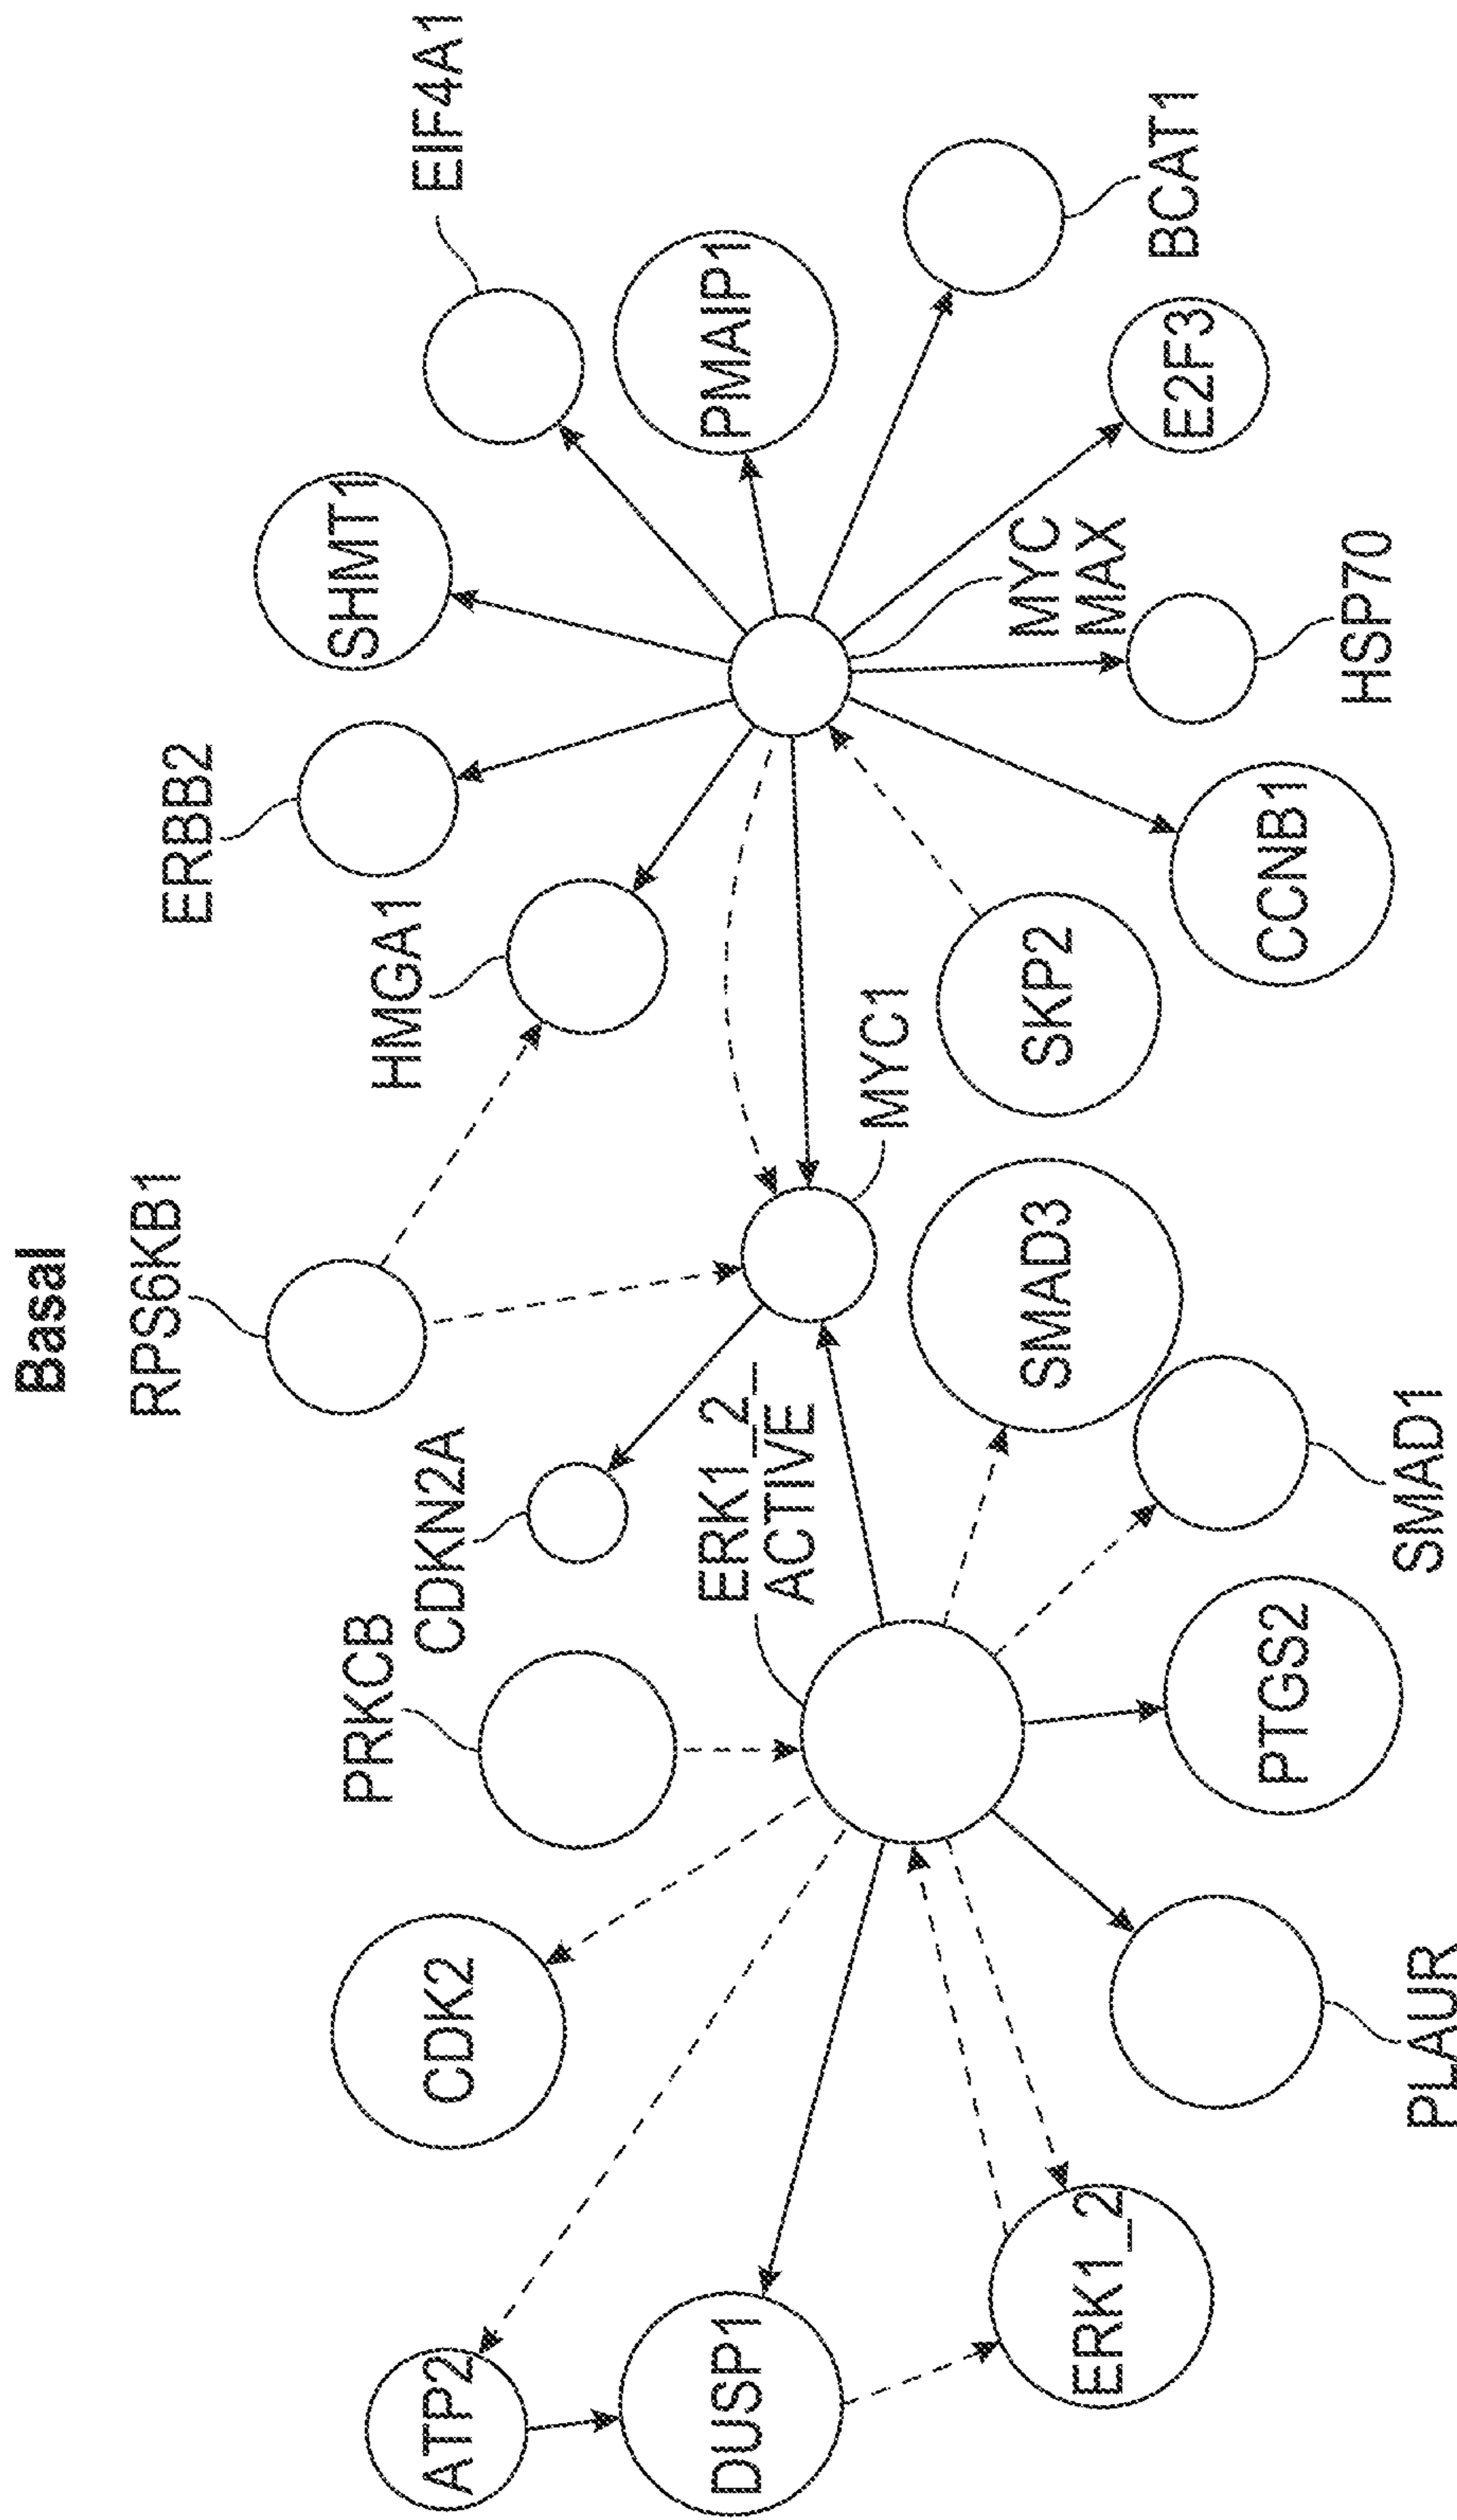 Basal
RPS6KB1
ERBB2
SHMT1
EIF4A1
HMGA1
PMAIP1
CDKN2A
PRKCB
CDK2
ATP2
ERK1_2_
ACTIVE
MYC1
MYC
MAX
BCAT1
DUSP1
SMAD3
SKP2
E2F3
ERK1_2
PTGS2
CCNB1
HSP70
PLAUR
SMAD1